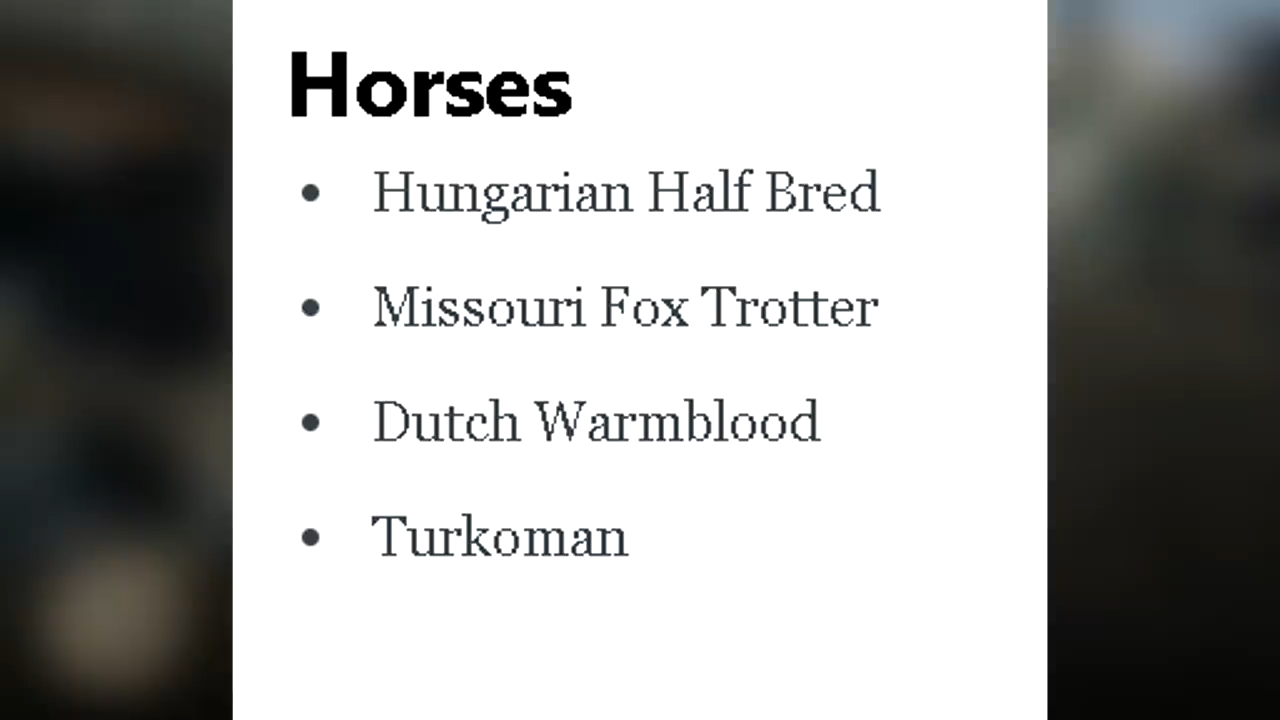 Horses
• Hungarian Half Bred
• Missouri Fox Trotter
• Dutch Warmblood
• Turkoman